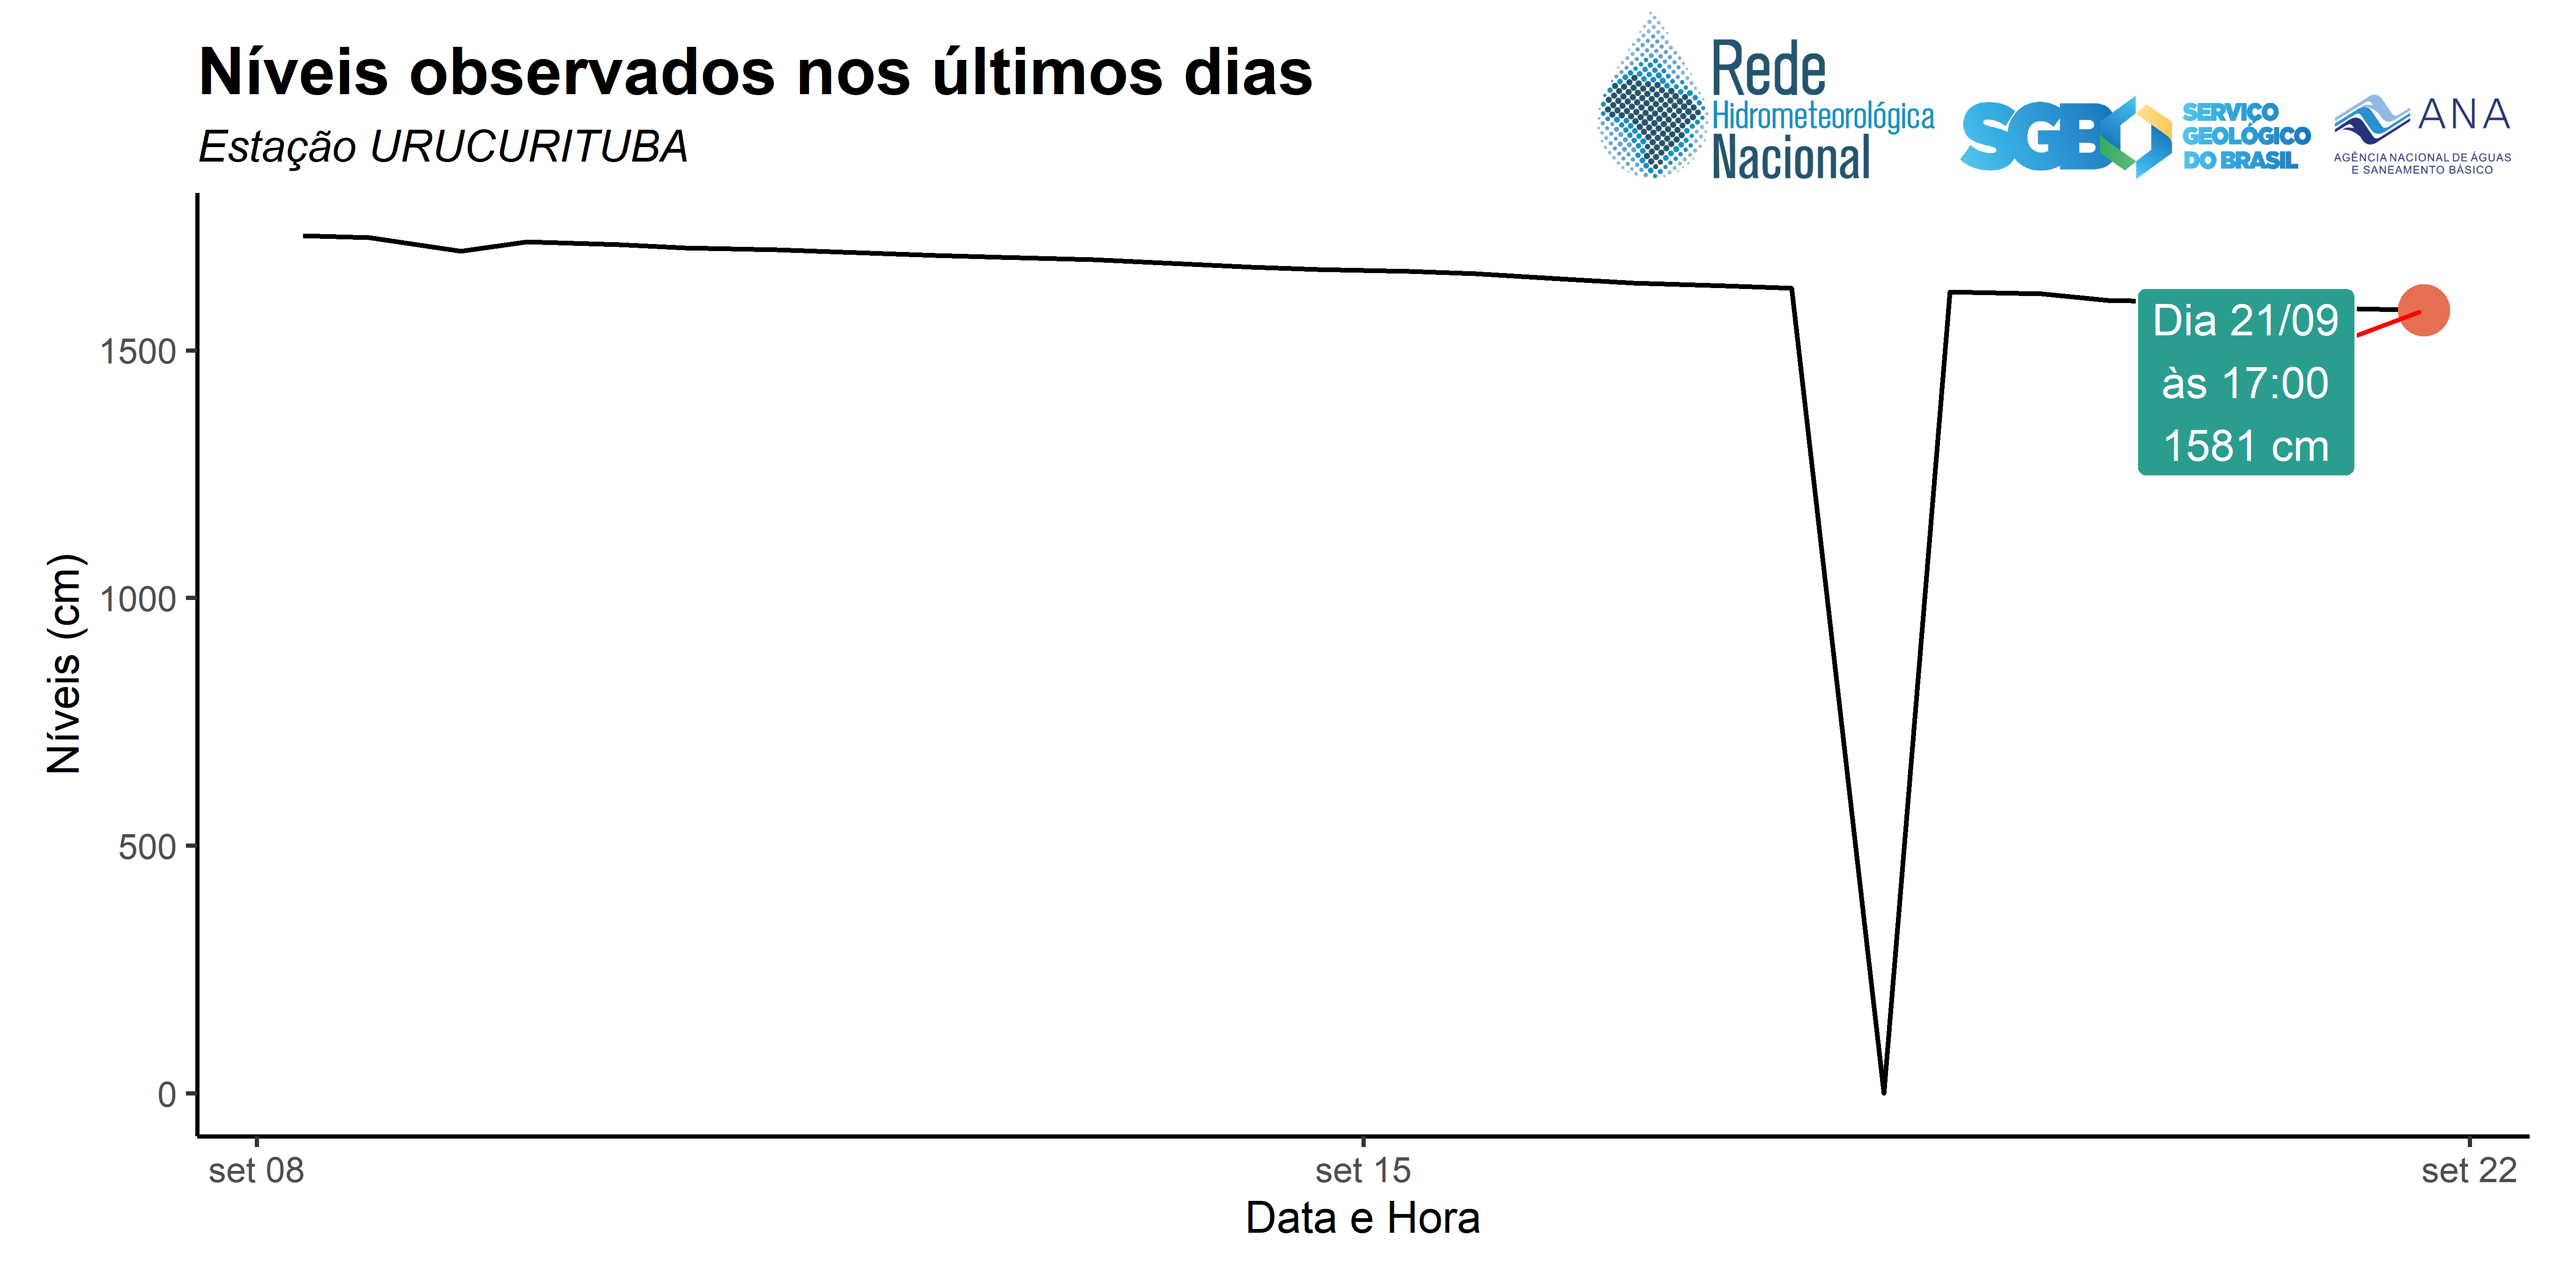 Níveis observados nos últimos dias
Estação URUCURITUBA
Rede
Hidrometeorológica
Nacional
SGB
SERVIÇO
GEOLÓGICO
DO BRASIL
ANA
AGÊNCIA NACIONAL DE ÁGUAS
E SANEAMENTO BÁSICO
Níveis (cm)
1500
1000
500
0
Dia 21/09
às 17:00
1581 cm
set 08
set 15
set 22
Data e Hora